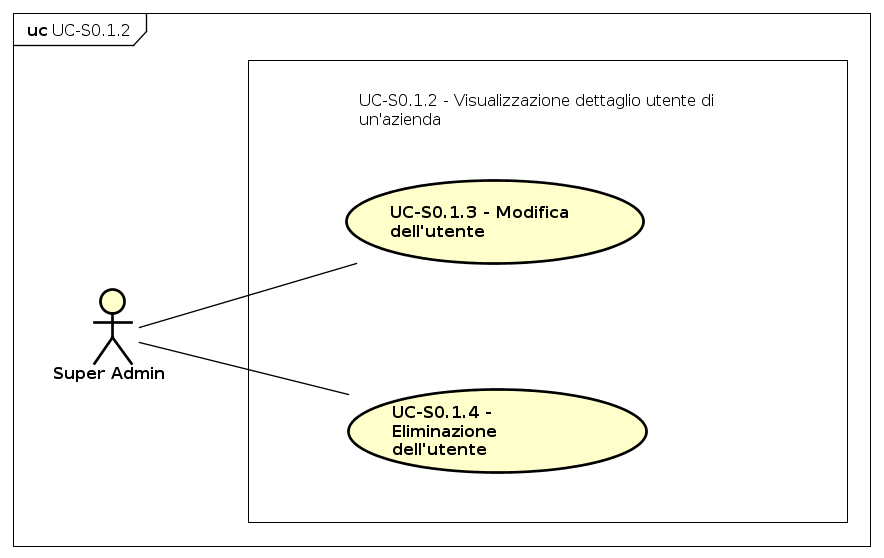 uc UC-S0.1.2
UC-S0.1.2 - Visualizzazione dettaglio utente di
un'azienda
UC-S0.1.3 - Modifica
dell'utente
Super Admin
UC-S0.1.4 -
Eliminazione
dell'utente